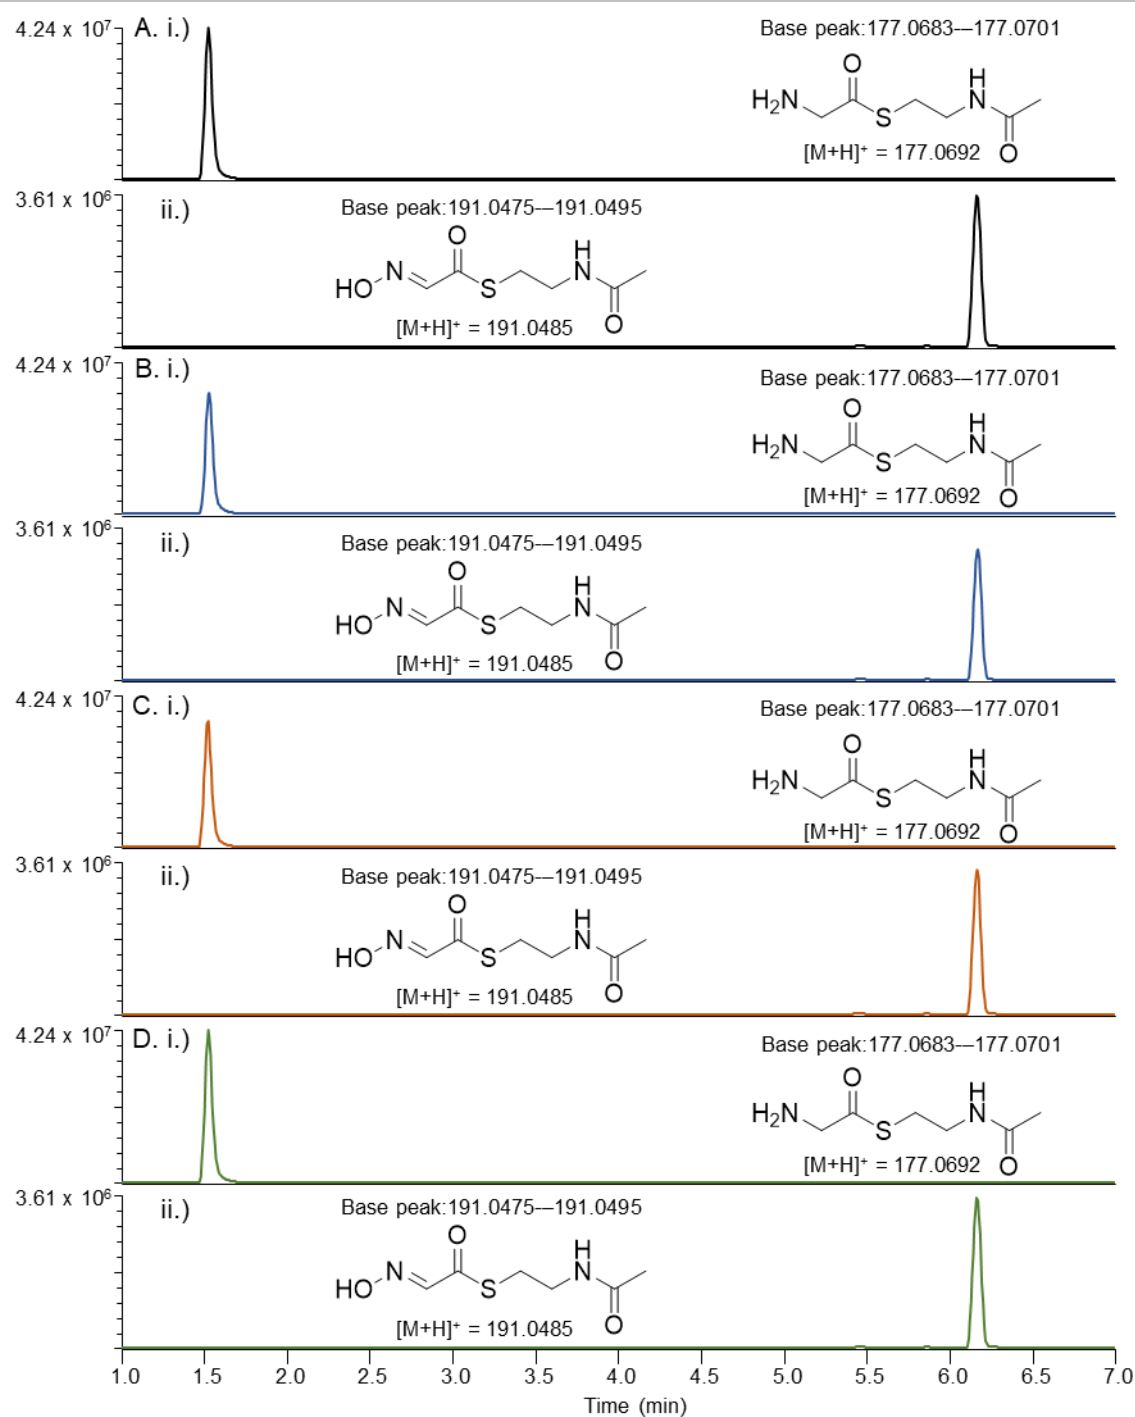 4.24 x 10⁷
A. i.)
Base peak:177.0683---177.0701
O
H
H₂N
S
N
O
[M+H]⁺ = 177.0692
3.61 x 10⁶
ii.)
Base peak:191.0475---191.0495
O
H
HO
N
S
N
O
[M+H]⁺ = 191.0485
4.24 x 10⁷
B. i.)
Base peak:177.0683---177.0701
O
H
H₂N
S
N
O
[M+H]⁺ = 177.0692
3.61 x 10⁶
ii.)
Base peak:191.0475---191.0495
O
H
HO
N
S
N
O
[M+H]⁺ = 191.0485
4.24 x 10⁷
C. i.)
Base peak:177.0683---177.0701
O
H
H₂N
S
N
O
[M+H]⁺ = 177.0692
3.61 x 10⁶
ii.)
Base peak:191.0475---191.0495
O
H
HO
N
S
N
O
[M+H]⁺ = 191.0485
4.24 x 10⁷
D. i.)
Base peak:177.0683---177.0701
O
H
H₂N
S
N
O
[M+H]⁺ = 177.0692
3.61 x 10⁶
ii.)
Base peak:191.0475---191.0495
O
H
HO
N
S
N
O
[M+H]⁺ = 191.0485
1.0 1.5 2.0 2.5 3.0 3.5 4.0 4.5 5.0 5.5 6.0 6.5 7.0
Time (min)